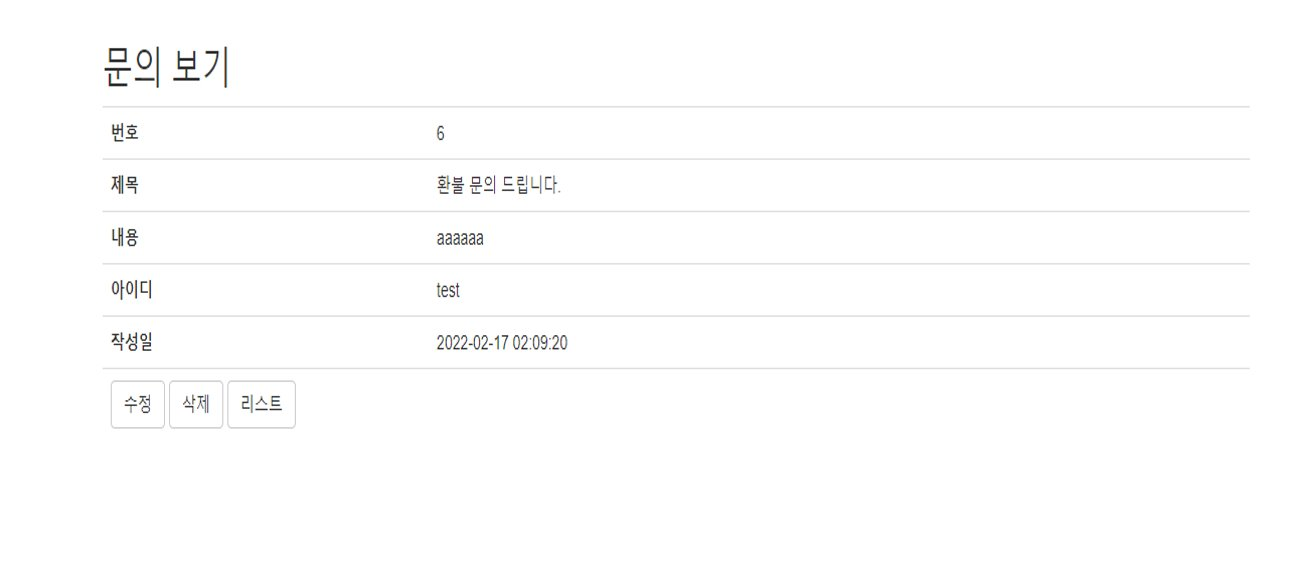 문의 보기
번호 6
제목 환불 문의 드립니다.
내용 aaaaaa
아이디 test
작성일 2022-02-17 02:09:20
수정 삭제 리스트